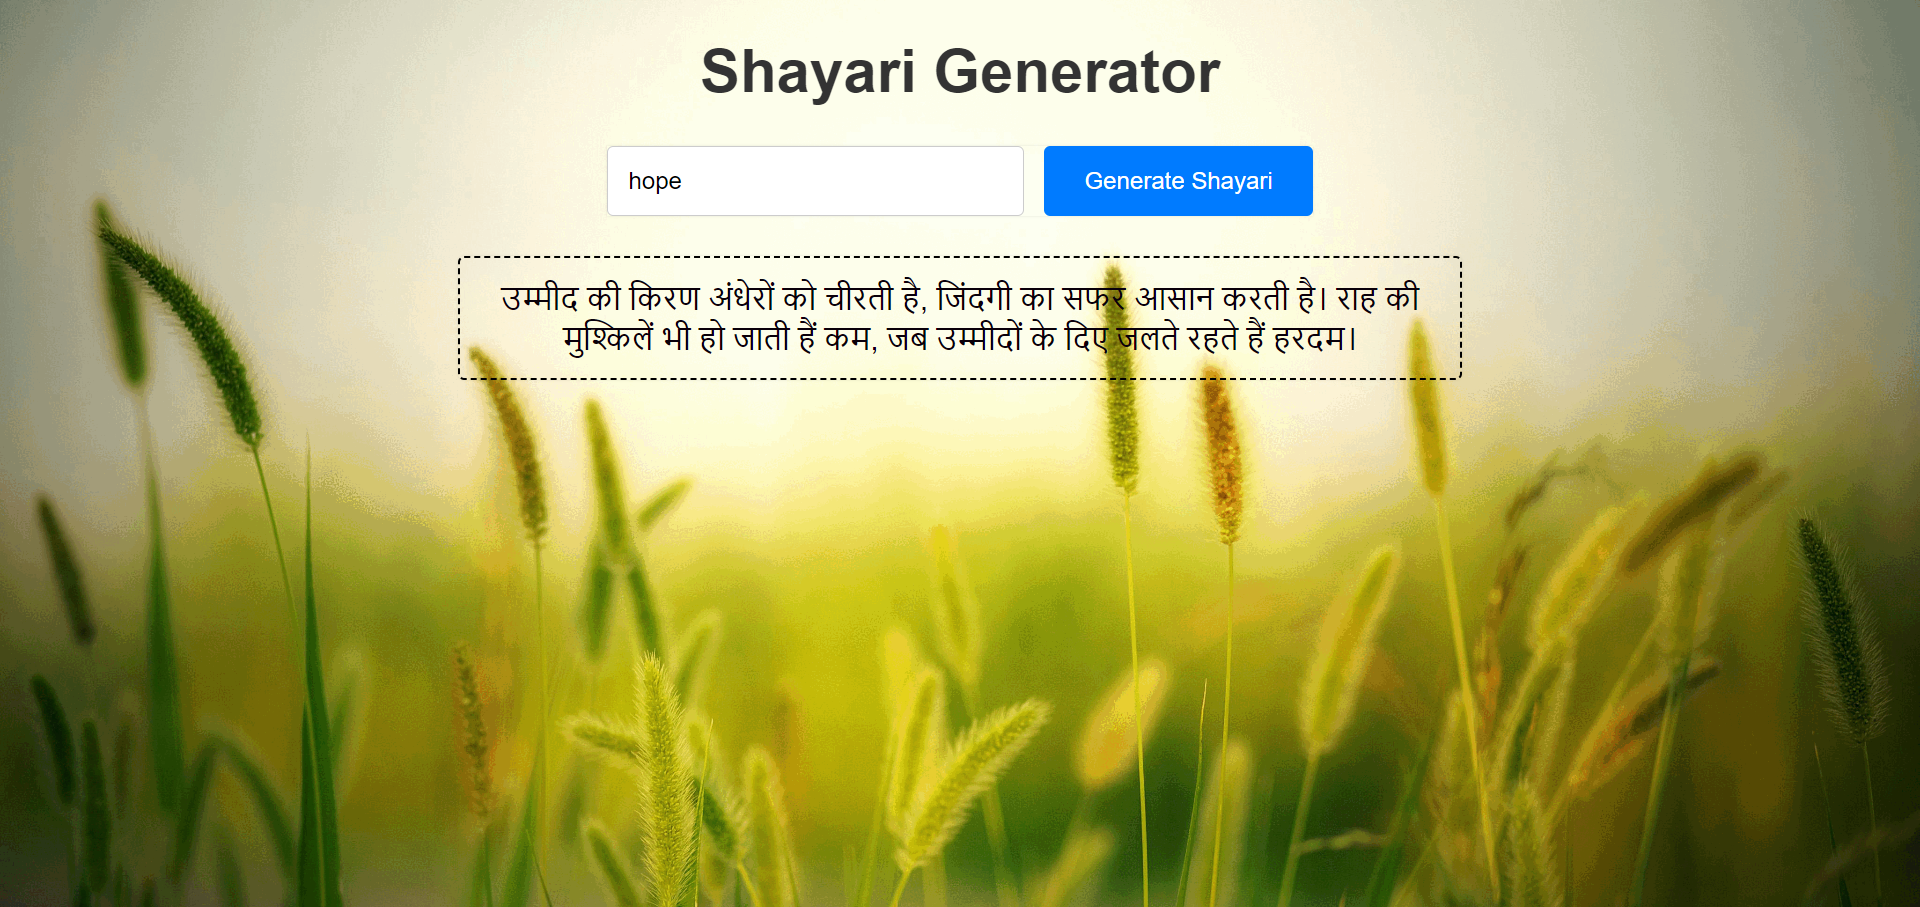 Shayari Generator
hope
Generate Shayari
उम्मीद की किरण अंधेरों को चीरती है, जिंदगी का सफर आसान करती है। राह की
मुश्किलें भी हो जाती हैं कम, जब उम्मीदों के दिए जलते रहते हैं हरदम।